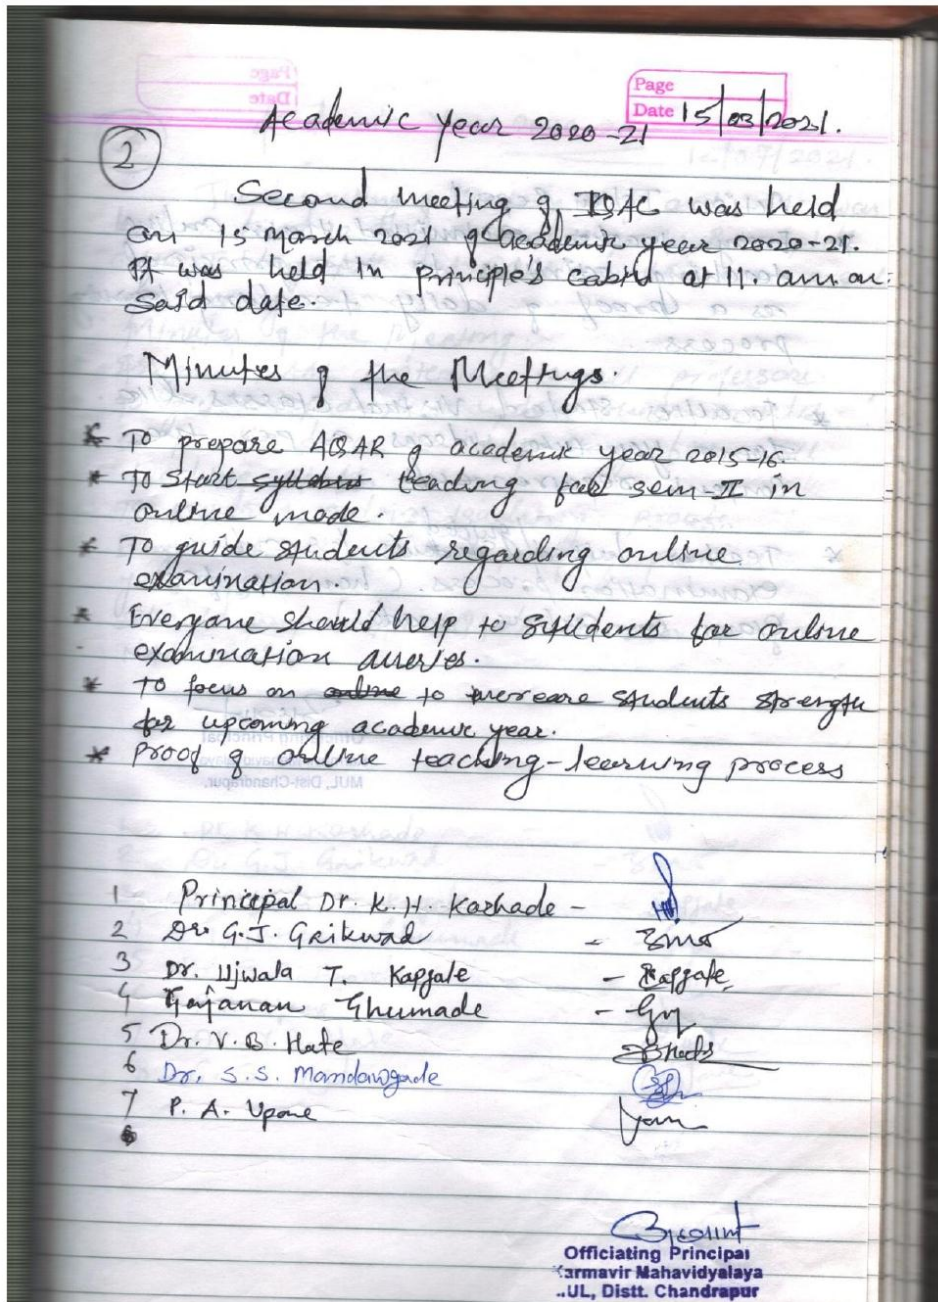 Page
Date 15/03/2021.
Academic year 2020-21
2
Second meeting of IQAC was held
on 15 march 2021 of academic year 2020-21.
It was held in principle's cabin at 11. am. on
said date.
Minutes of the Meetings.
* To prepare AQAR of academic year 2015-16.
* To Start syllabus teaching for sem-II in
online mode.
* To guide students regarding online
examination
* Everyone should help to students for online
examination queries.
* To focus on online to increare students strength
for upcoming academic year.
* Proof of online teaching-learning process
1 Principal Dr. K. H. Karhade -
2 Dr. G.J. Gaikwad -
3 Dr. Ujwala T. Kapgate - Kapgate
4 Gajanan Ghumade -
5 Dr. V.B. Hate
6 Dr. S.S. Mandawgade
7 P. A. Upare
8
Officiating Principal
Karmavir Mahavidyalaya
.UL, Distt. Chandrapur